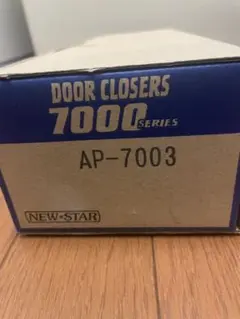 DOOR CLOSERS
7000 SERIES
AP-7003
NEW★STAR